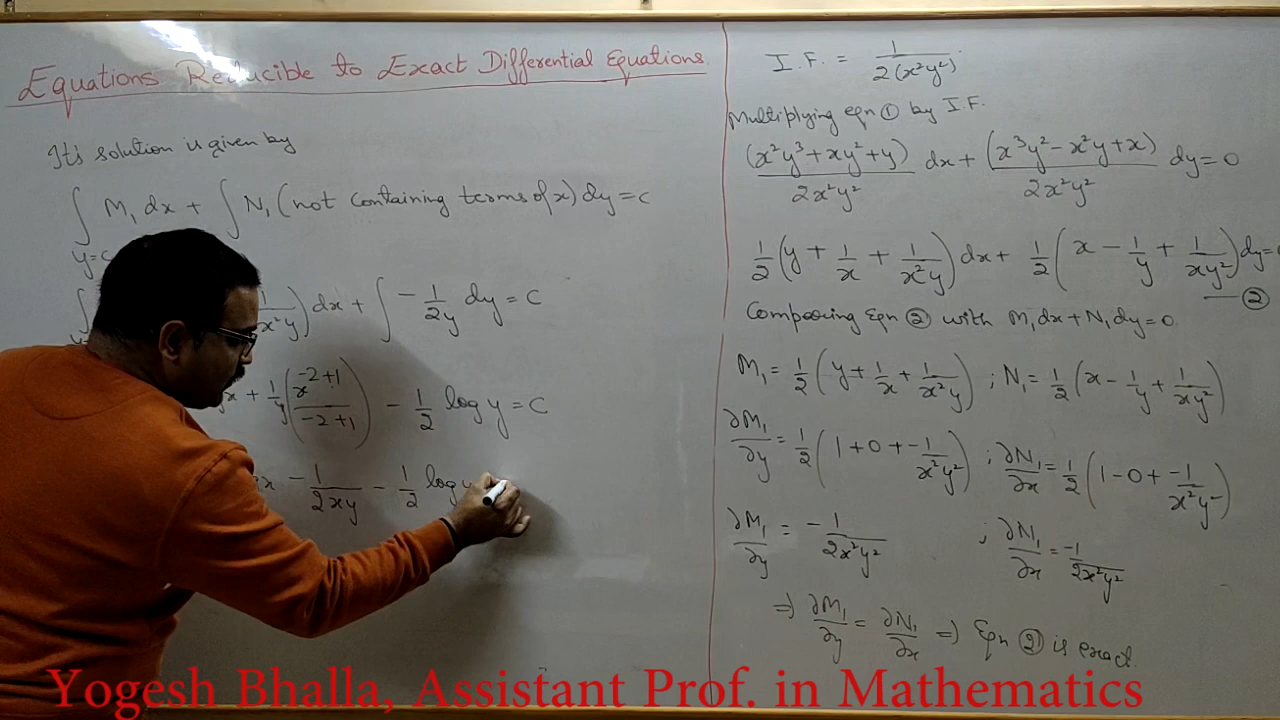 Equations Reducible to Exact Differential Equations
It's solution is given by
∫ M₁ dx + ∫ N₁ (not containing terms of x) dy = c
y=c
∫ 1/x²y) dx + ∫ -1/2y dy = C
x + 1/y (x^(-2+1)/(-2+1)) - 1/2 log y = C
x - 1/2xy - 1/2 log y
I.F. = 1/2(x²y²)
Multiplying eqn ① by I.F.
(x²y³+xy²+y)/2x²y² dx + (x³y²-x²y+x)/2x²y² dy = 0
1/2 (y + 1/x + 1/x²y) dx + 1/2 (x - 1/y + 1/xy²) dy =
— ②
Comparing Eqn ② with M₁dx + N₁dy = 0.
M₁ = 1/2 (y + 1/x + 1/x²y) ; N₁ = 1/2 (x - 1/y + 1/xy²)
∂M₁/∂y = 1/2 (1+0+ -1/x²y²) ; ∂N₁/∂x = 1/2 (1-0+ -1/x²y²)
∂M₁/∂y = -1/2x²y² ; ∂N₁/∂x = -1/2x²y²
⇒ ∂M₁/∂y = ∂N₁/∂x ⇒ Eqn ② is exact.
Yogesh Bhalla, Assistant Prof. in Mathematics